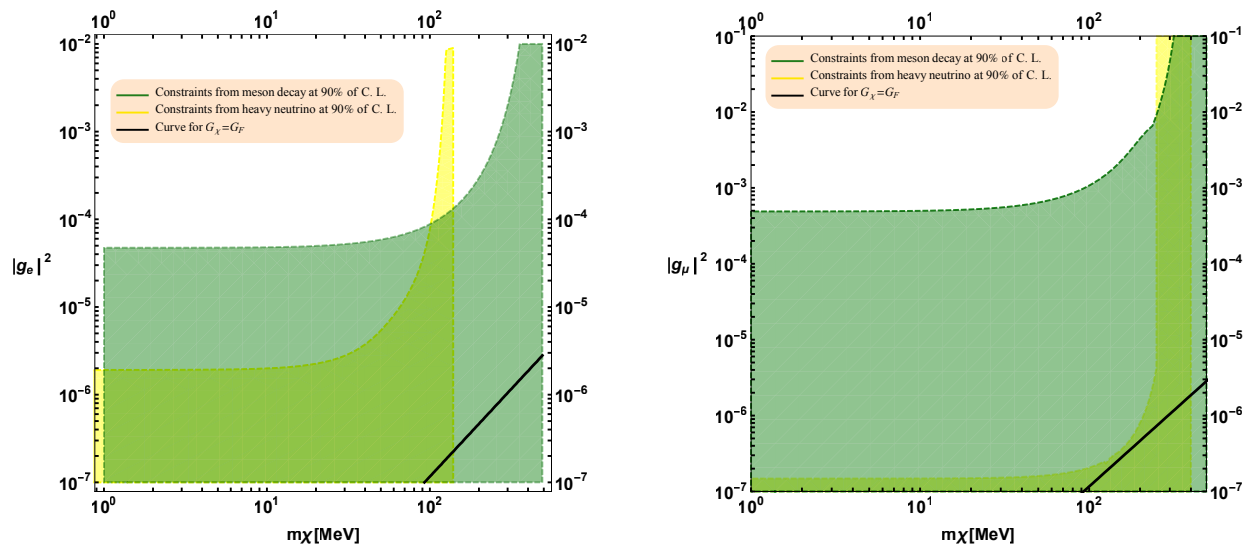 10⁰ 10¹ 10²
10⁻² 10⁻²
Constraints from meson decay at 90% of C. L.
Constraints from heavy neutrino at 90% of C. L.
Curve for Gχ=G_F
10⁻³ 10⁻³
10⁻⁴ 10⁻⁴
|gₑ|²
10⁻⁵ 10⁻⁵
10⁻⁶ 10⁻⁶
10⁻⁷ 10⁻⁷
10⁰ 10¹ 10²
mχ[MeV]
10⁰ 10¹ 10²
10⁻¹ 10⁻¹
Constraints from meson decay at 90% of C. L.
Constraints from heavy neutrino at 90% of C. L.
Curve for Gχ=G_F
10⁻² 10⁻²
10⁻³ 10⁻³
|g_μ|²
10⁻⁴ 10⁻⁴
10⁻⁵ 10⁻⁵
10⁻⁶ 10⁻⁶
10⁻⁷ 10⁻⁷
10⁰ 10¹ 10²
mχ[MeV]